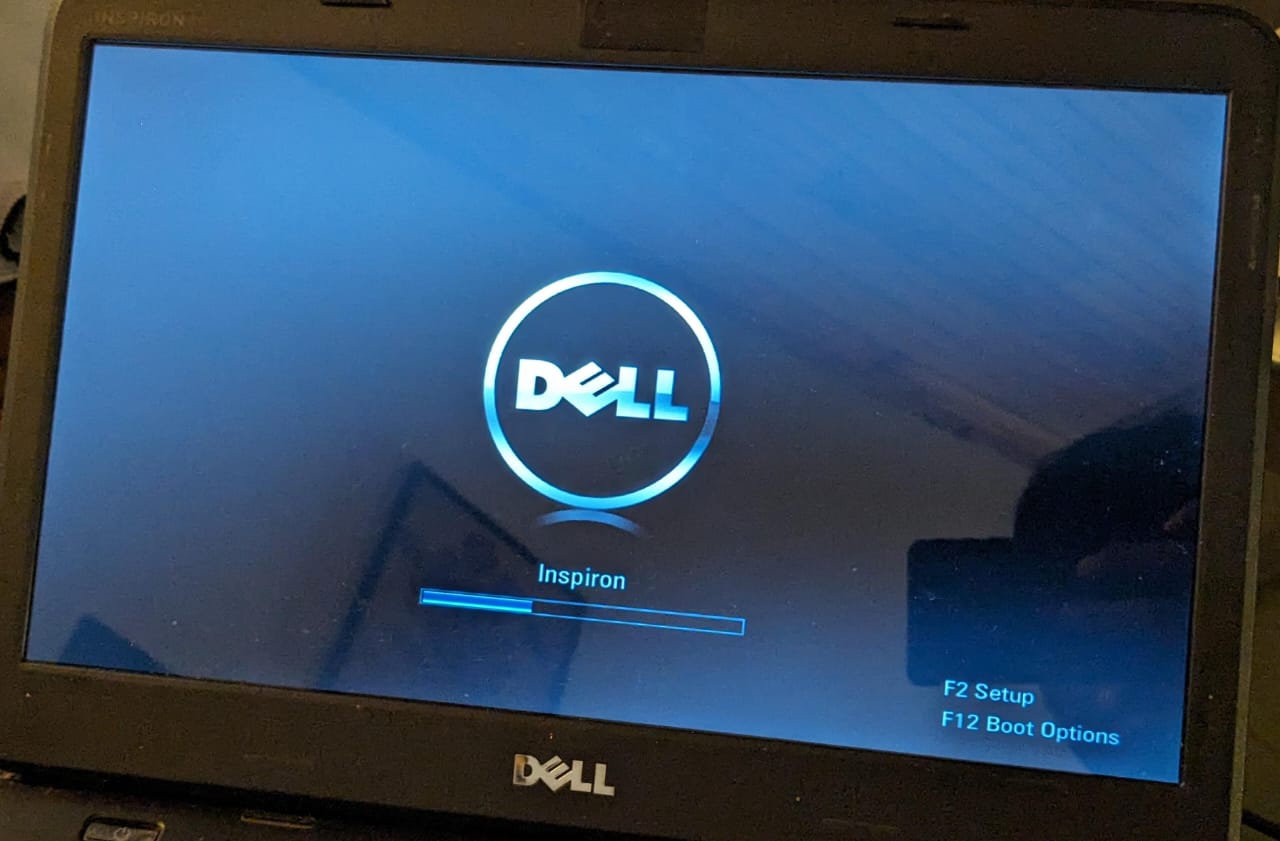 INSPIRON
DELL
Inspiron
F2 Setup
F12 Boot Options
DELL